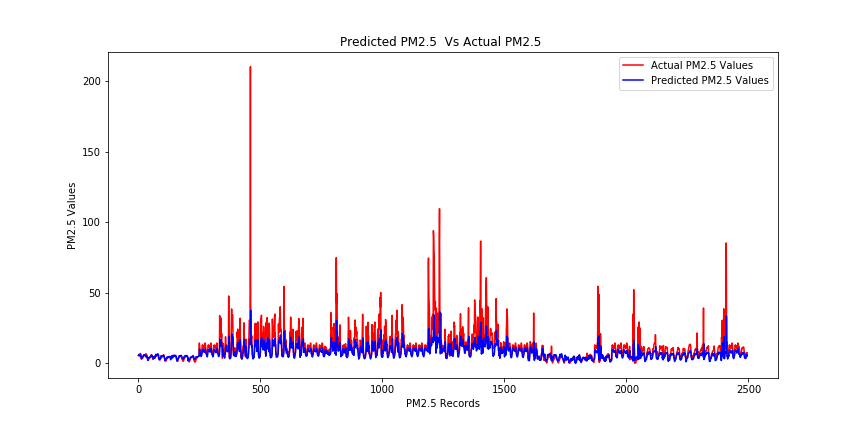 Predicted PM2.5  Vs Actual PM2.5
Actual PM2.5 Values
Predicted PM2.5 Values
PM2.5 Values
200
150
100
50
0
0 500 1000 1500 2000 2500
PM2.5 Records